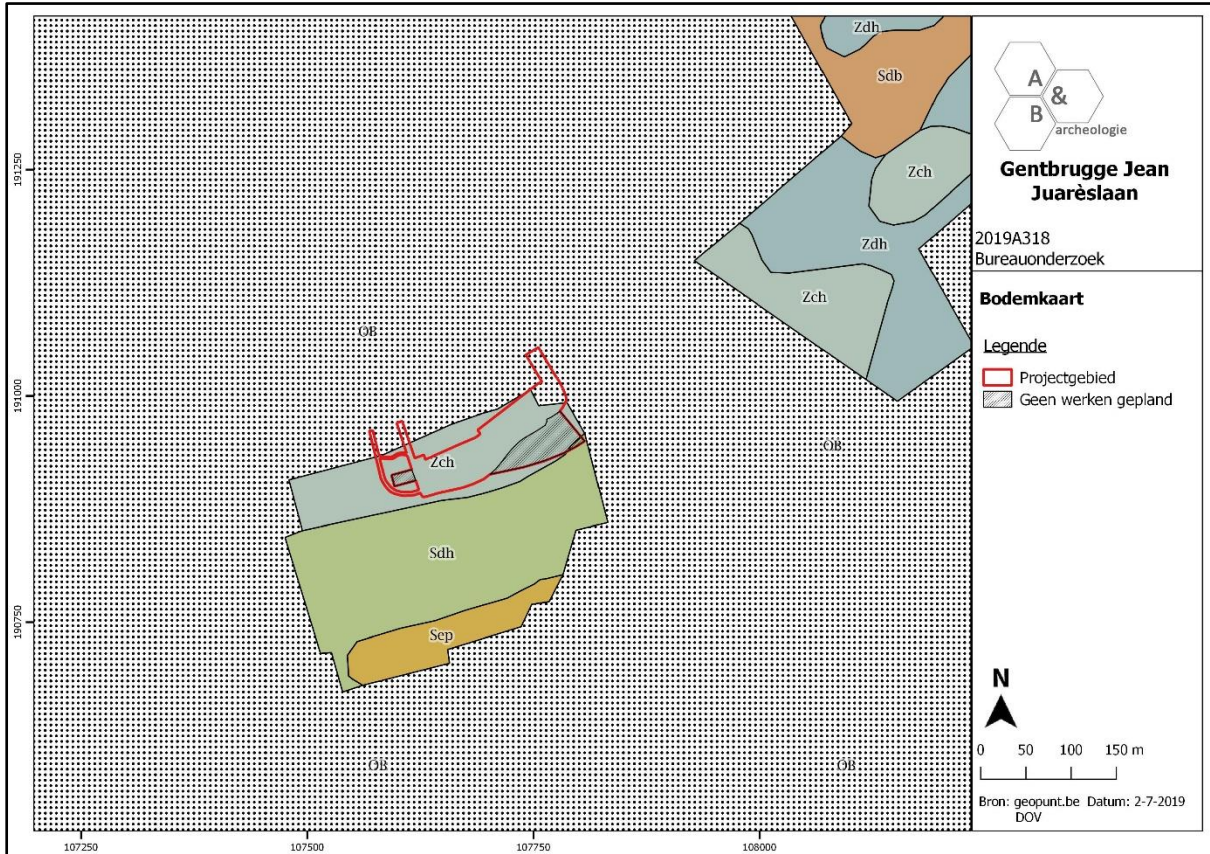 Zdh
Sdb
Zch
Zdh
Zch
OB
OB
Zch
Sdh
Sep
OB
OB
191250
191000
190750
107250
107500
107750
108000
A
&
B
archeologie
Gentbrugge Jean
Juarèslaan
2019A318
Bureauonderzoek
Bodemkaart
Legende
Projectgebied
Geen werken gepland
N
0 50 100 150 m
Bron: geopunt.be Datum: 2-7-2019
DOV